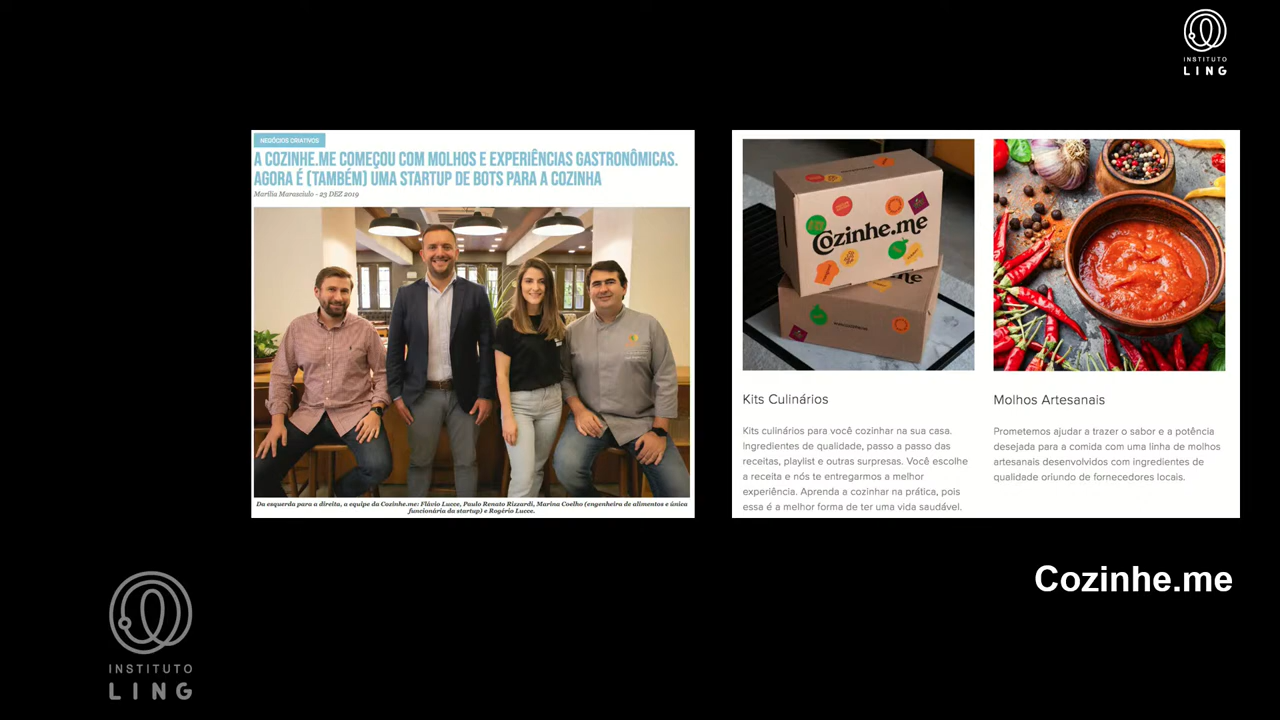 INSTITUTO
LING
NEGÓCIOS CRIATIVOS
A COZINHE.ME COMEÇOU COM MOLHOS E EXPERIÊNCIAS GASTRONÔMICAS.
AGORA É (TAMBÉM) UMA STARTUP DE BOTS PARA A COZINHA
Marília Marasciulo - 23 DEZ 2019
Da esquerda para a direita, a equipe da Cozinhe.me: Flávio Lucce, Paulo Renato Rizzardi, Marina Coelho (engenheira de alimentos e única
funcionária da startup) e Rogério Lucce.
Cozinhe.me
Kits Culinários
Kits culinários para você cozinhar na sua casa.
Ingredientes de qualidade, passo a passo das
receitas, playlist e outras surpresas. Você escolhe
a receita e nós te entregarmos a melhor
experiência. Aprenda a cozinhar na prática, pois
essa é a melhor forma de ter uma vida saudável.
Molhos Artesanais
Prometemos ajudar a trazer o sabor e a potência
desejada para a comida com uma linha de molhos
artesanais desenvolvidos com ingredientes de
qualidade oriundo de fornecedores locais.
Cozinhe.me
INSTITUTO
LING